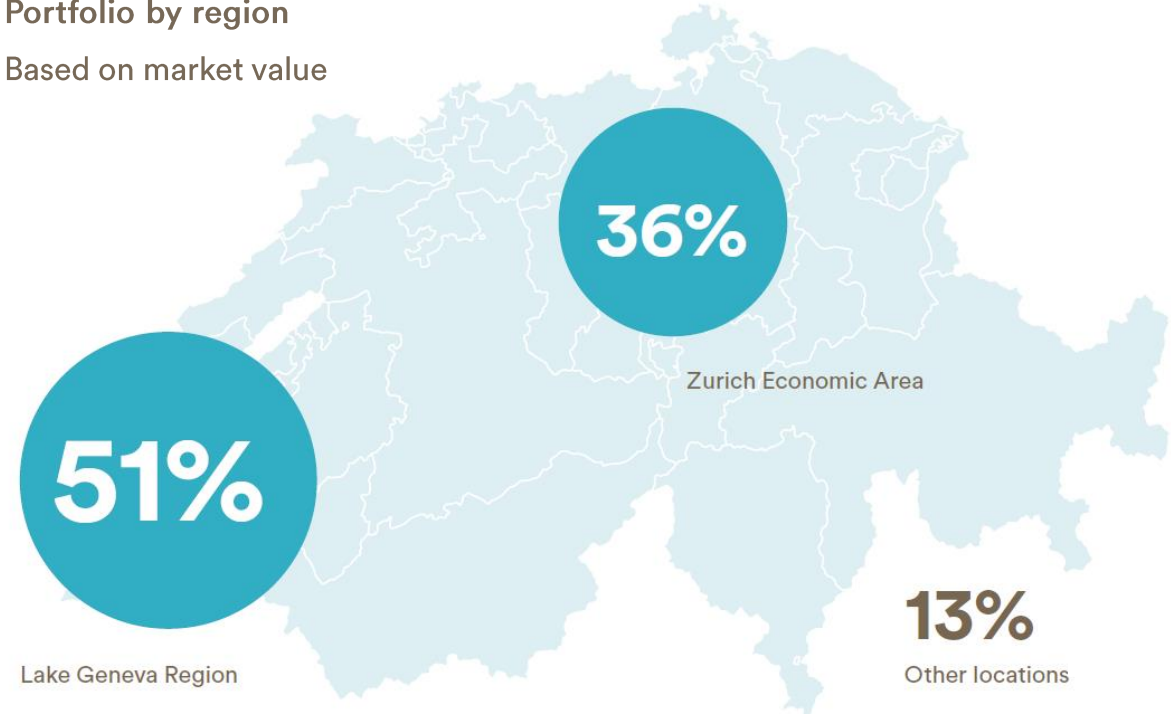 Portfolio by region
Based on market value
36%
Zurich Economic Area
51%
Lake Geneva Region
13%
Other locations